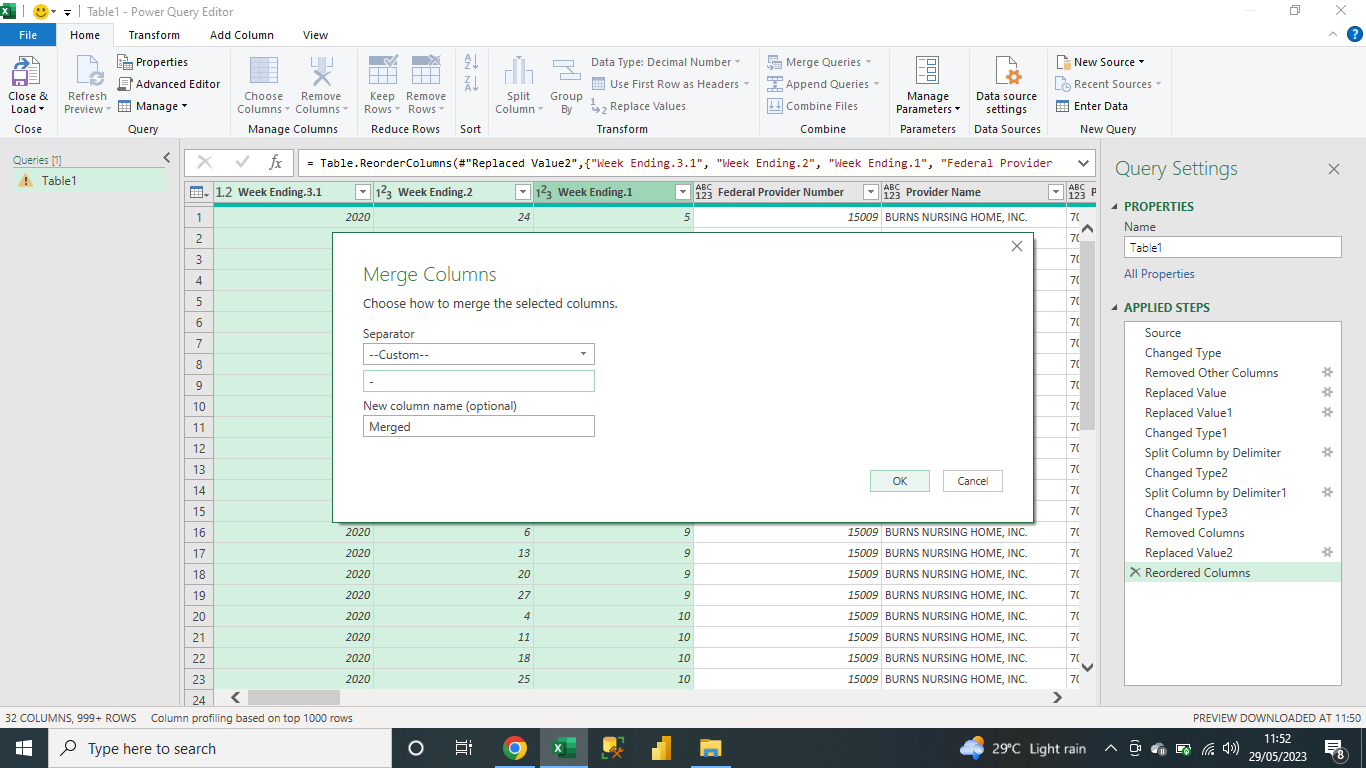 Table1 - Power Query Editor
File Home Transform Add Column View
Close & Load
Close
Refresh Preview
Properties
Advanced Editor
Manage
Query
Choose Columns
Remove Columns
Manage Columns
Keep Rows
Remove Rows
Reduce Rows
Sort
Split Column
Group By
Data Type: Decimal Number
Use First Row as Headers
Replace Values
Transform
Merge Queries
Append Queries
Combine Files
Combine
Manage Parameters
Parameters
Data source settings
Data Sources
New Source
Recent Sources
Enter Data
New Query
Queries [1]
Table1
= Table.ReorderColumns(#"Replaced Value2",{"Week Ending.3.1", "Week Ending.2", "Week Ending.1", "Federal Provider
1.2 Week Ending.3.1 123 Week Ending.2 123 Week Ending.1 ABC 123 Federal Provider Number ABC 123 Provider Name ABC 123 P
1 2020 24 5 15009 BURNS NURSING HOME, INC. 70
2 70
3 70
4 70
5 70
6 70
7 70
8 70
9 70
10 70
11 70
12 70
13 70
14 70
15 70
16 2020 6 9 15009 BURNS NURSING HOME, INC. 70
17 2020 13 9 15009 BURNS NURSING HOME, INC. 70
18 2020 20 9 15009 BURNS NURSING HOME, INC. 70
19 2020 27 9 15009 BURNS NURSING HOME, INC. 70
20 2020 4 10 15009 BURNS NURSING HOME, INC. 70
21 2020 11 10 15009 BURNS NURSING HOME, INC. 70
22 2020 18 10 15009 BURNS NURSING HOME, INC. 70
23 2020 25 10 15009 BURNS NURSING HOME, INC. 70
24
Merge Columns
Choose how to merge the selected columns.
Separator
--Custom--
-
New column name (optional)
Merged
OK Cancel
Query Settings
PROPERTIES
Name
Table1
All Properties
APPLIED STEPS
Source
Changed Type
Removed Other Columns
Replaced Value
Replaced Value1
Changed Type1
Split Column by Delimiter
Changed Type2
Split Column by Delimiter1
Changed Type3
Removed Columns
Replaced Value2
Reordered Columns
32 COLUMNS, 999+ ROWS Column profiling based on top 1000 rows PREVIEW DOWNLOADED AT 11:50
Type here to search
29°C Light rain
11:52
29/05/2023
8